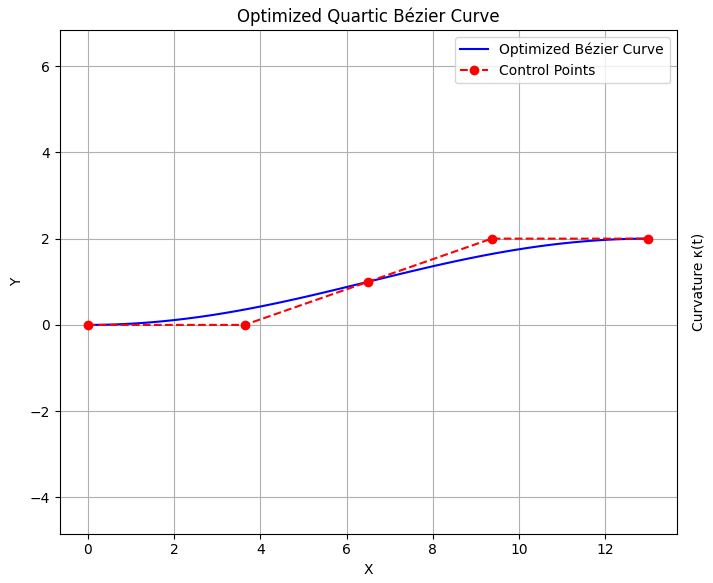 Optimized Quartic Bézier Curve
Optimized Bézier Curve
Control Points
6
4
2
0
−2
−4
Y
Curvature κ(t)
0 2 4 6 8 10 12
X